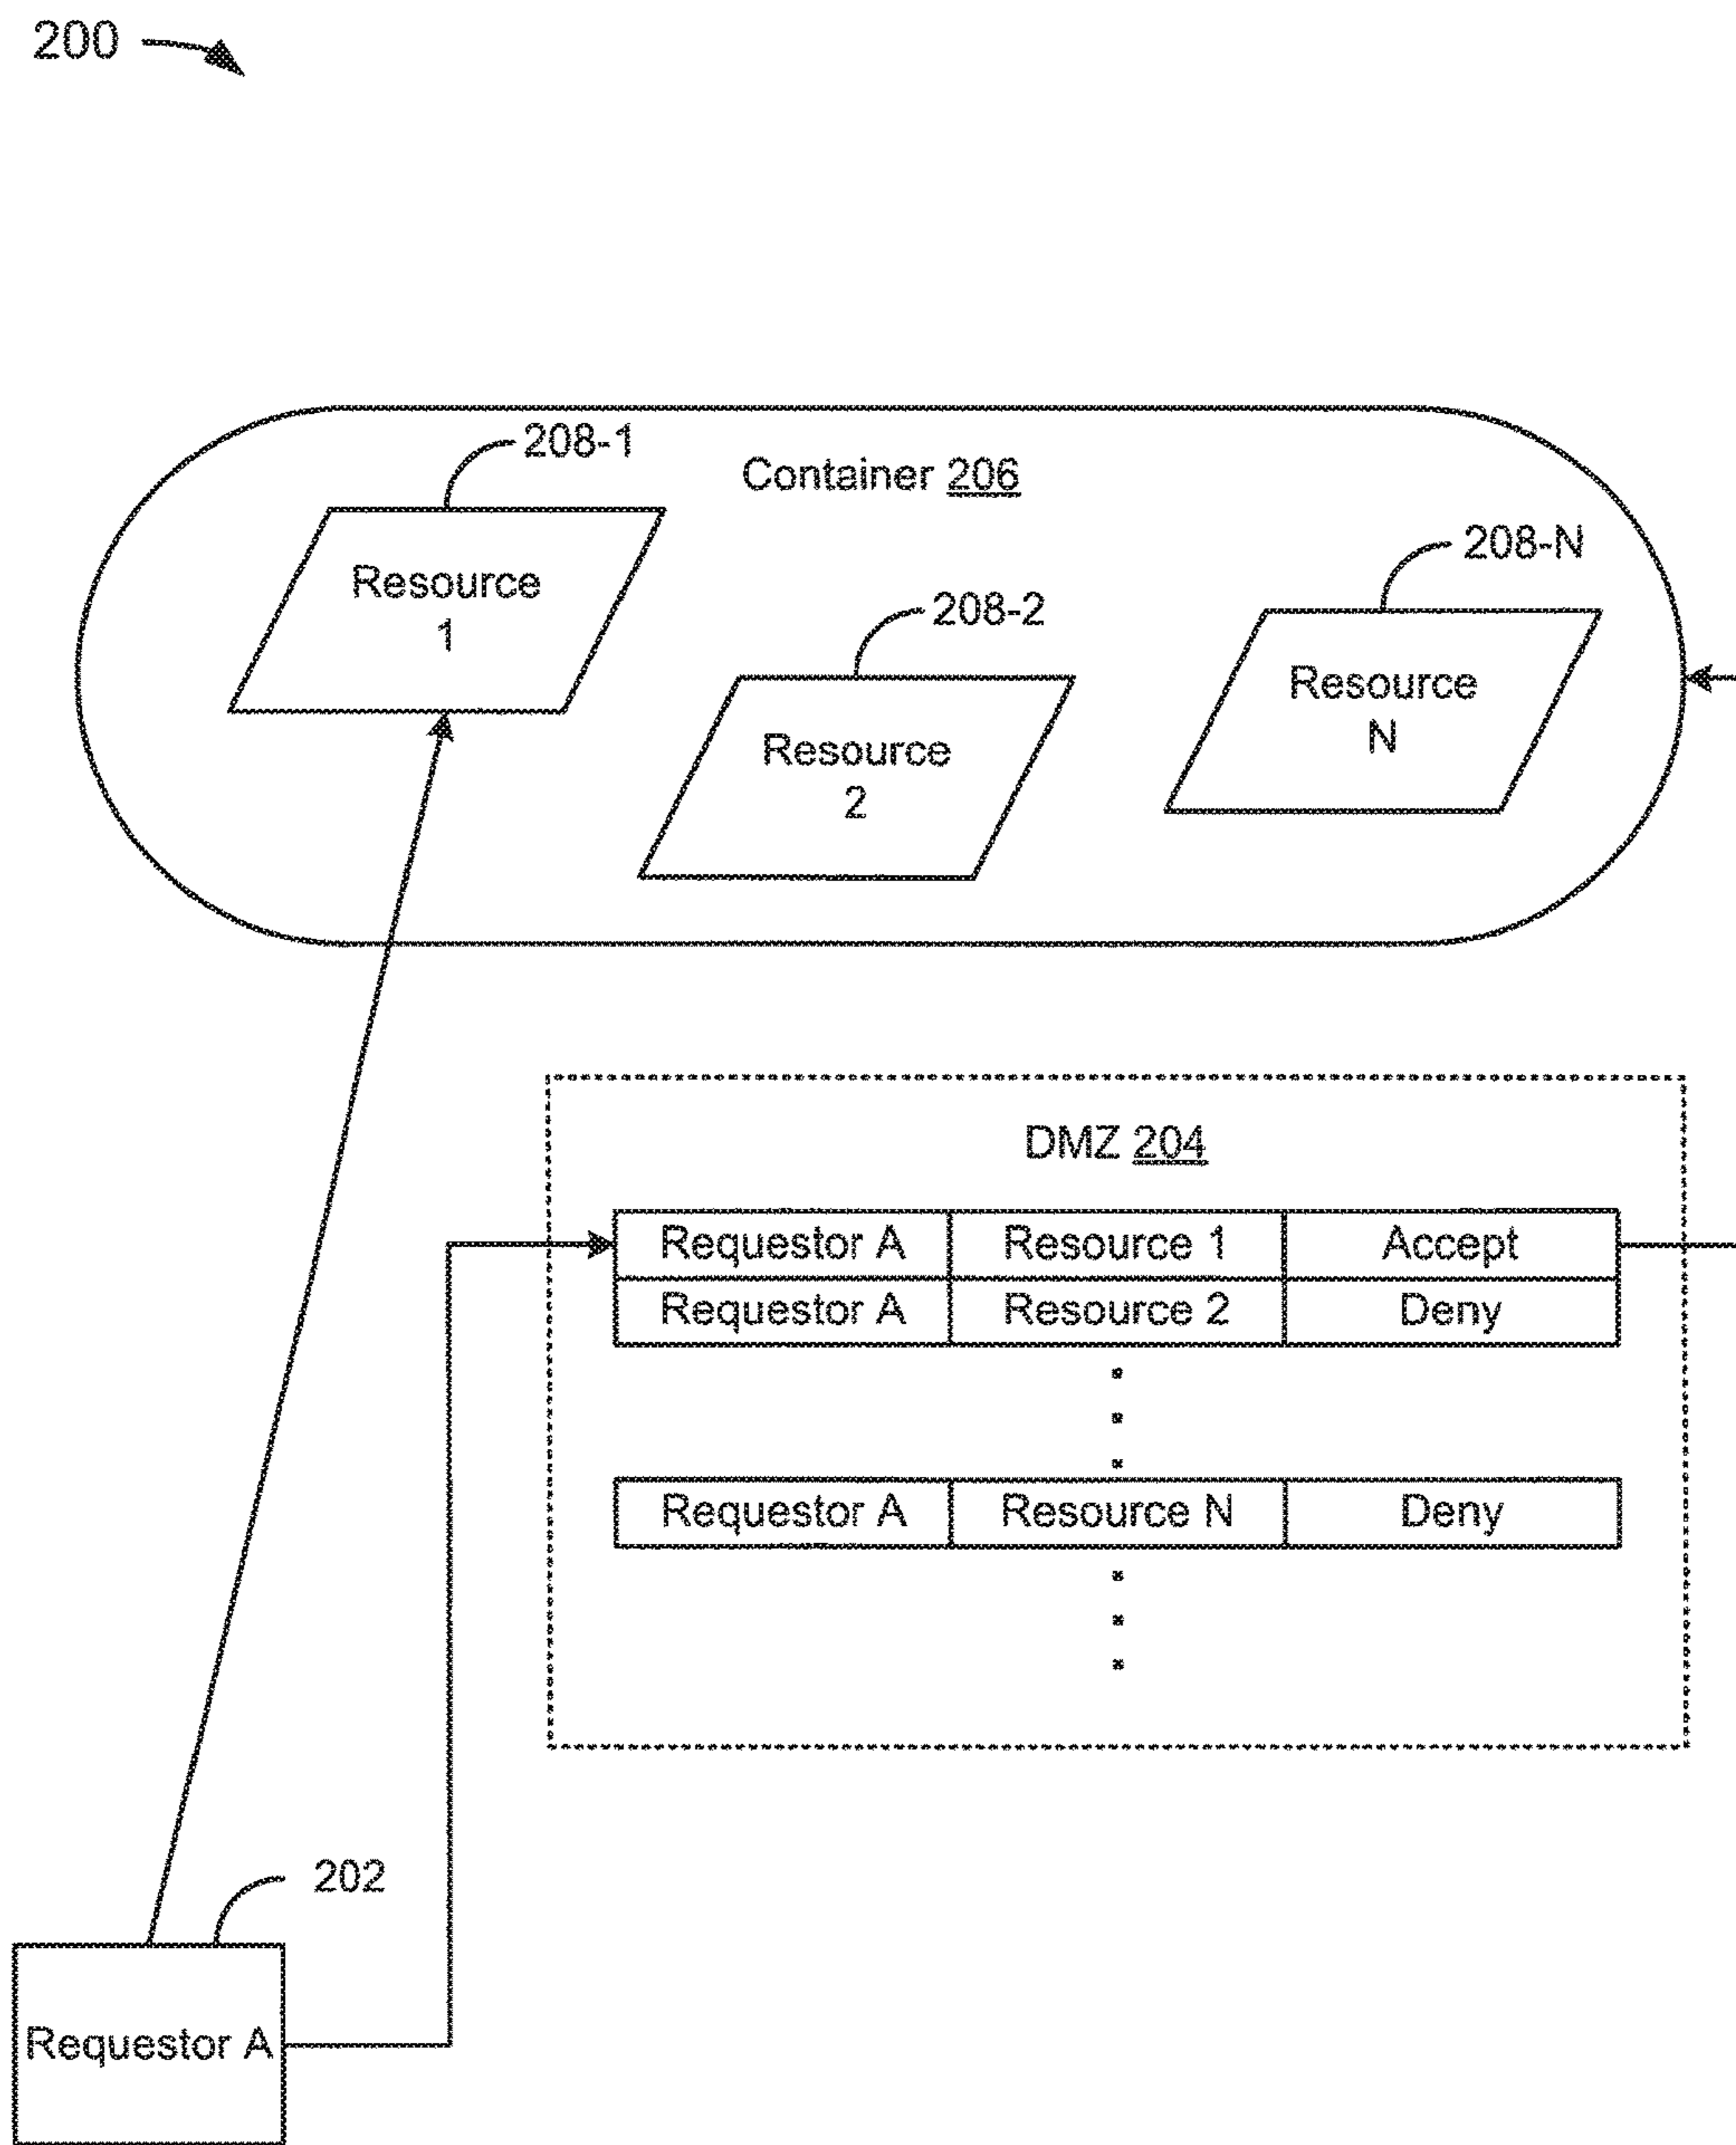 200
208-1
Container 206
208-N
Resource
1
208-2
Resource
N
Resource
2
DMZ 204
Requestor A Resource 1 Accept
Requestor A Resource 2 Deny
Requestor A Resource N Deny
202
Requestor A